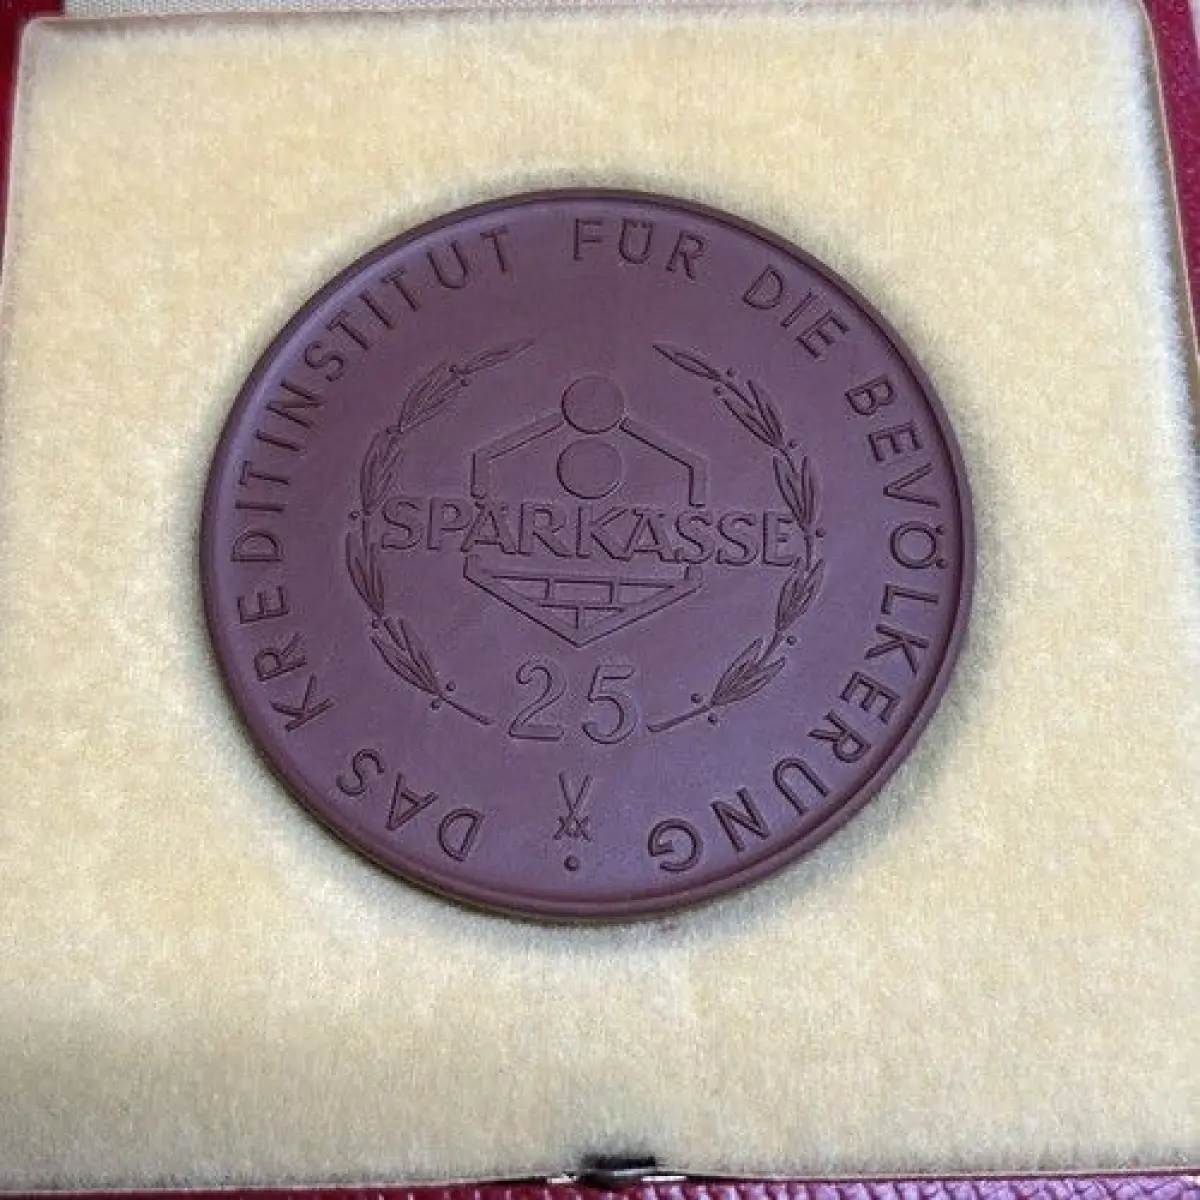 DAS KREDITINSTITUT FÜR DIE BEVÖLKERUNG
SPARKASSE
25